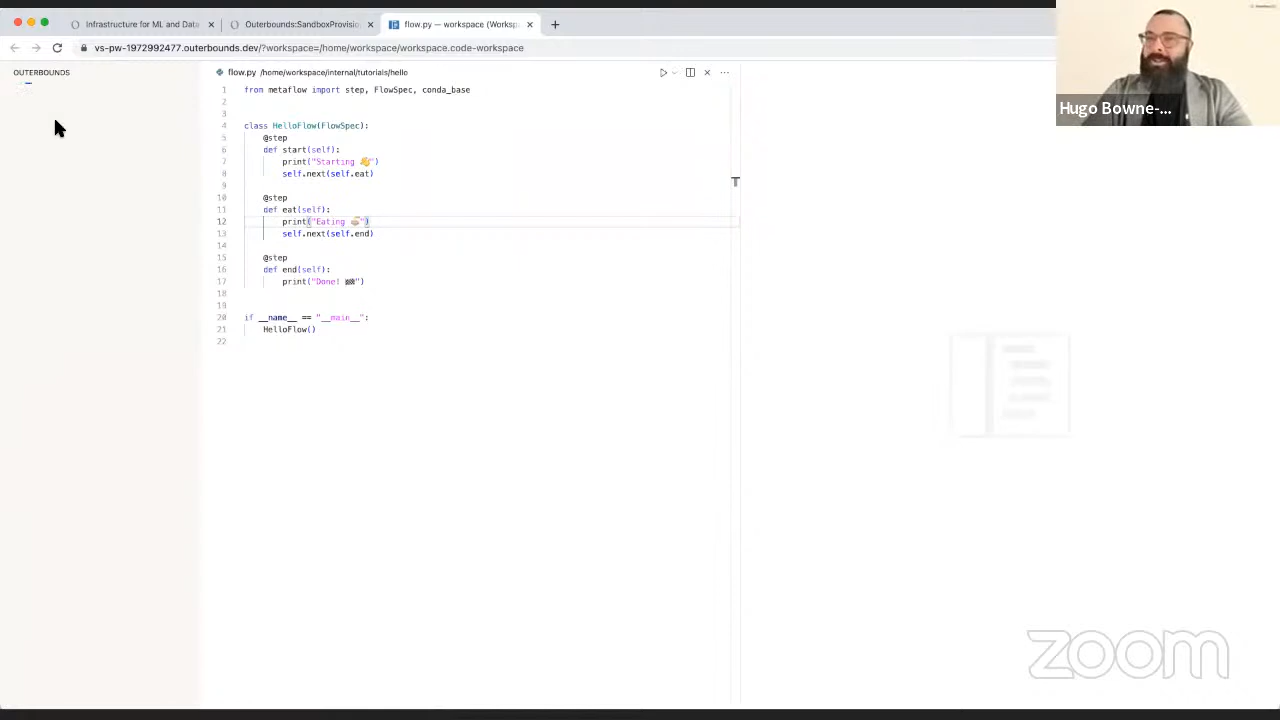 Infrastructure for ML and Data
Outerbounds:SandboxProvisio
flow.py — workspace (Worksp
vs-pw-1972992477.outerbounds.dev/?workspace=/home/workspace/workspace.code-workspace
OUTERBOUNDS
flow.py /home/workspace/internal/tutorials/hello
1 from metaflow import step, FlowSpec, conda_base
2
3
4 class HelloFlow(FlowSpec):
5 @step
6 def start(self):
7 print("Starting 👋")
8 self.next(self.eat)
9
10 @step
11 def eat(self):
12 print("Eating 🍜")
13 self.next(self.end)
14
15 @step
16 def end(self):
17 print("Done! 🏁")
18
19
20 if __name__ == "__main__":
21 HelloFlow()
22
Hugo Bowne-...
zoom